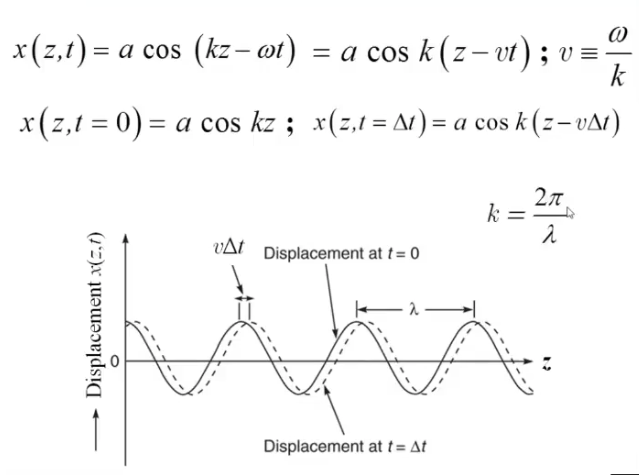 x(z,t) = a cos (kz − ωt) = a cos k(z − vt) ; v ≡ ω/k
x(z,t = 0) = a cos kz ; x(z,t = Δt) = a cos k(z − vΔt)
k = 2π/λ
vΔt
Displacement at t = 0
λ
Displacement x(z,t)
0
z
Displacement at t = Δt